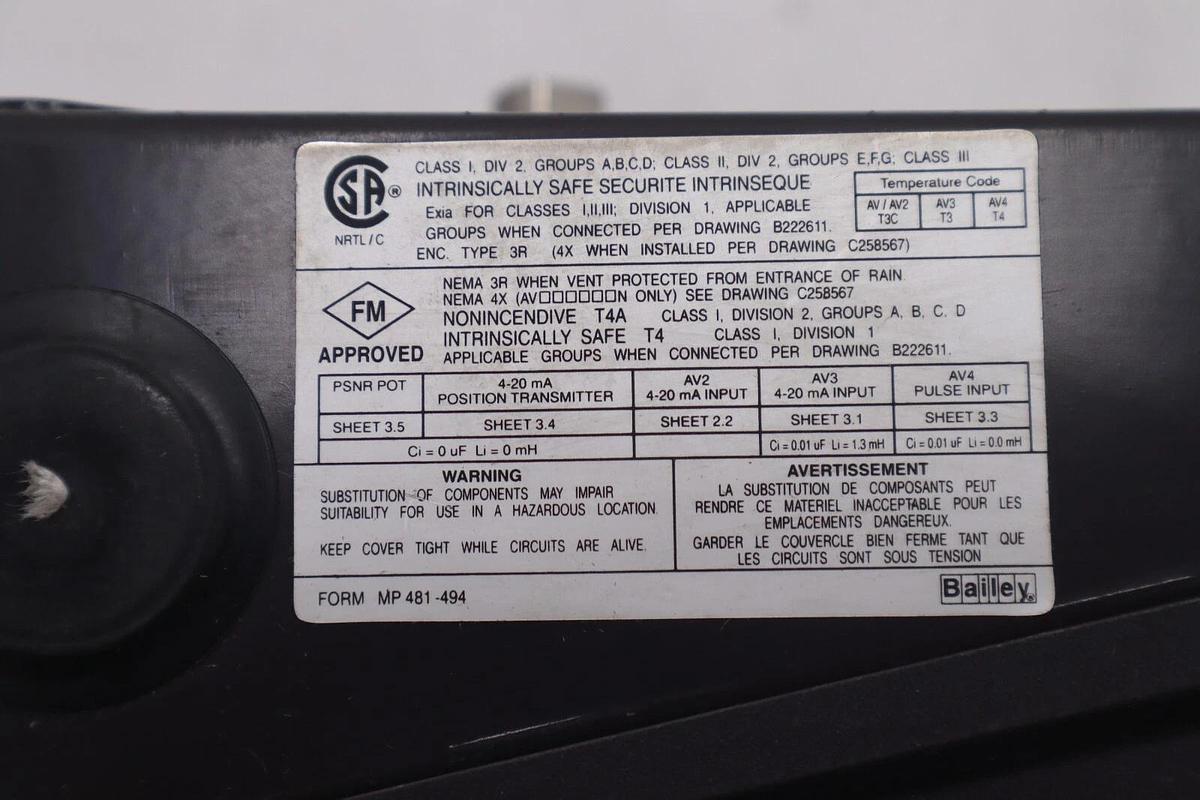 CSA ®
NRTL/C
CLASS I, DIV 2, GROUPS A,B,C,D; CLASS II, DIV 2, GROUPS E,F,G; CLASS III
INTRINSICALLY SAFE SECURITE INTRINSEQUE
Exia FOR CLASSES I,II,III; DIVISION 1, APPLICABLE
GROUPS WHEN CONNECTED PER DRAWING B222611.
ENC. TYPE 3R (4X WHEN INSTALLED PER DRAWING C258567)
Temperature Code
AV / AV2 AV3 AV4
T3C T3 T4
FM
APPROVED
NEMA 3R WHEN VENT PROTECTED FROM ENTRANCE OF RAIN
NEMA 4X (AV□□□□□□N ONLY) SEE DRAWING C258567
NONINCENDIVE T4A CLASS I, DIVISION 2, GROUPS A, B, C, D
INTRINSICALLY SAFE T4 CLASS I, DIVISION 1
APPLICABLE GROUPS WHEN CONNECTED PER DRAWING B222611.
PSNR POT 4-20 mA AV2 AV3 AV4
POSITION TRANSMITTER 4-20 mA INPUT 4-20 mA INPUT PULSE INPUT
SHEET 3.5 SHEET 3.4 SHEET 2.2 SHEET 3.1 SHEET 3.3
Ci = 0 uF Li = 0 mH Ci = 0.01 uF Li = 1.3 mH Ci = 0.01 uF Li = 0.0 mH
WARNING
SUBSTITUTION OF COMPONENTS MAY IMPAIR
SUITABILITY FOR USE IN A HAZARDOUS LOCATION
KEEP COVER TIGHT WHILE CIRCUITS ARE ALIVE.
AVERTISSEMENT
LA SUBSTITUTION DE COMPOSANTS PEUT
RENDRE CE MATERIEL INACCEPTABLE POUR LES
EMPLACEMENTS DANGEREUX.
GARDER LE COUVERCLE BIEN FERME TANT QUE
LES CIRCUITS SONT SOUS TENSION
FORM MP 481-494
Bailey®